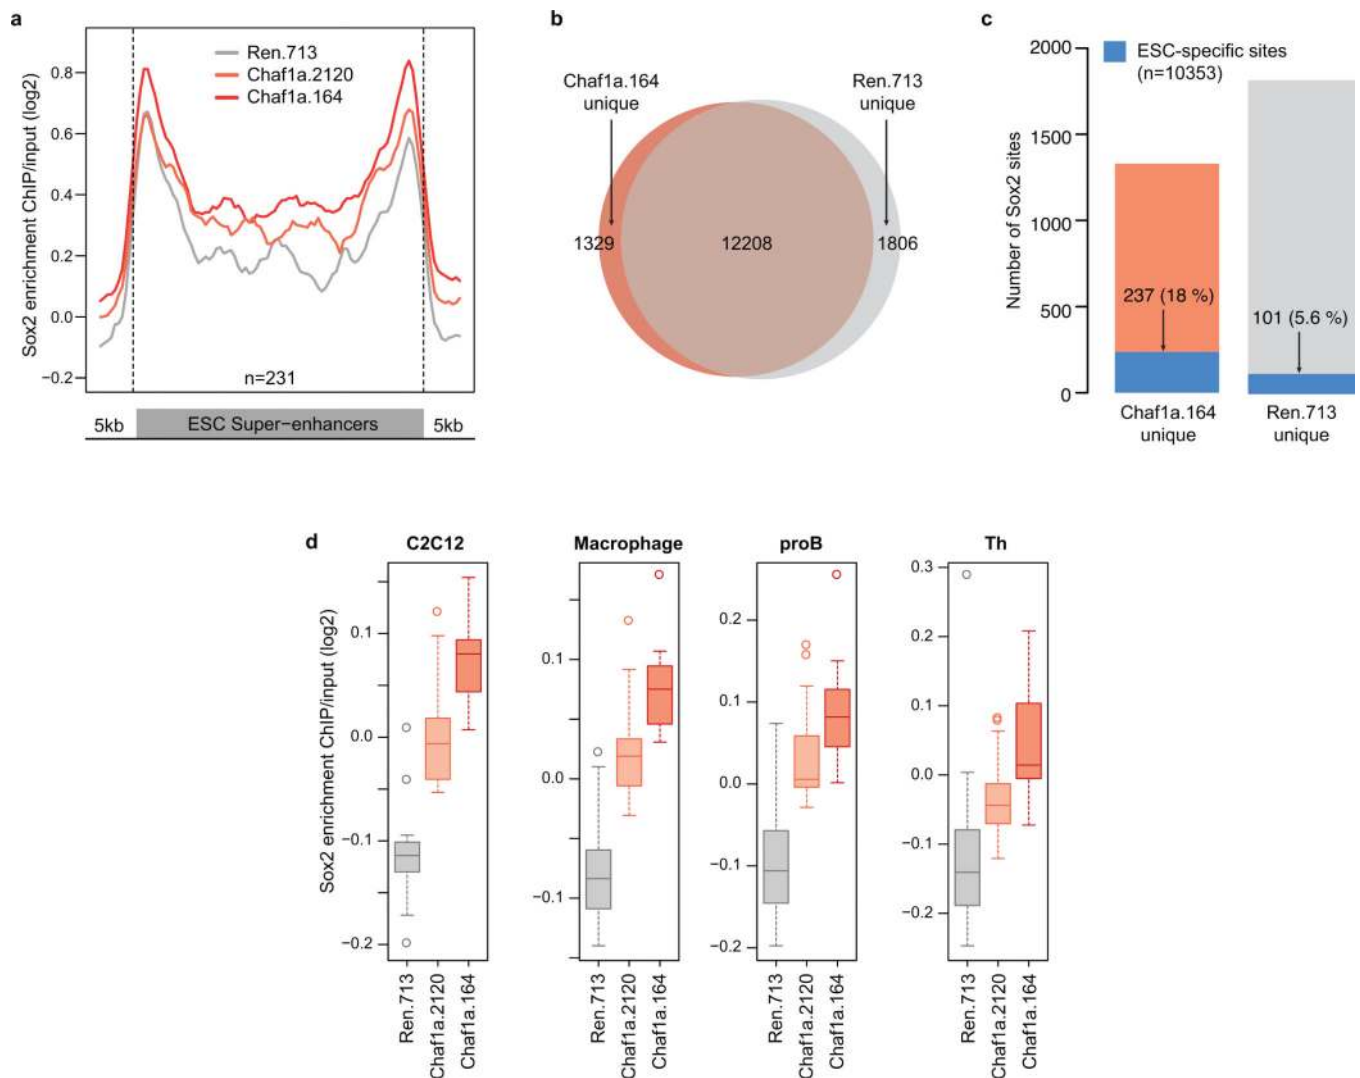 a
Sox2 enrichment ChIP/input (log2)
0.8
0.6
0.4
0.2
0.0
−0.2
Ren.713
Chaf1a.2120
Chaf1a.164
n=231
5kb
ESC Super−enhancers
5kb
b
Chaf1a.164
unique
Ren.713
unique
1329
12208
1806
c
Number of Sox2 sites
2000
1500
1000
500
0
ESC-specific sites
(n=10353)
237 (18 %)
101 (5.6 %)
Chaf1a.164
unique
Ren.713
unique
d
Sox2 enrichment ChIP/input (log2)
C2C12
0.1
0.0
−0.1
−0.2
Ren.713
Chaf1a.2120
Chaf1a.164
Macrophage
0.1
0.0
−0.1
Ren.713
Chaf1a.2120
Chaf1a.164
proB
0.2
0.1
0.0
−0.1
−0.2
Ren.713
Chaf1a.2120
Chaf1a.164
Th
0.3
0.2
0.1
0.0
−0.1
−0.2
Ren.713
Chaf1a.2120
Chaf1a.164